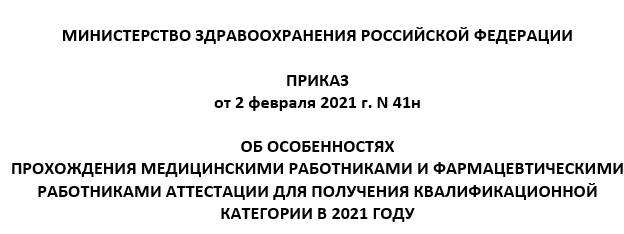 МИНИСТЕРСТВО ЗДРАВООХРАНЕНИЯ РОССИЙСКОЙ ФЕДЕРАЦИИ
ПРИКАЗ
от 2 февраля 2021 г. N 41н
ОБ ОСОБЕННОСТЯХ
ПРОХОЖДЕНИЯ МЕДИЦИНСКИМИ РАБОТНИКАМИ И ФАРМАЦЕВТИЧЕСКИМИ
РАБОТНИКАМИ АТТЕСТАЦИИ ДЛЯ ПОЛУЧЕНИЯ КВАЛИФИКАЦИОННОЙ
КАТЕГОРИИ В 2021 ГОДУ